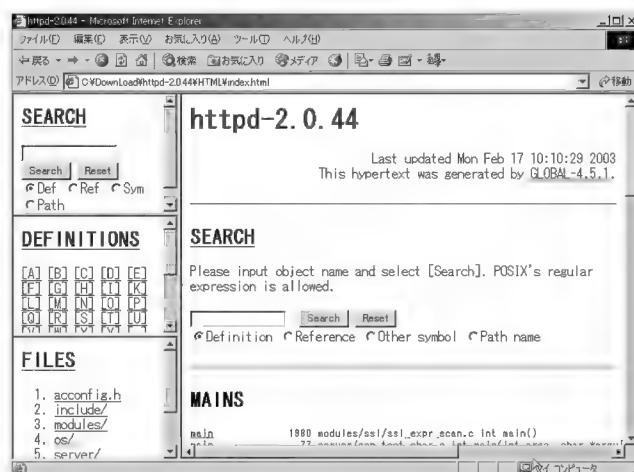 httpd-2.0.44 - Microsoft Internet Explorer
ファイル(F) 編集(E) 表示(V) お気に入り(A) ツール(T) ヘルプ(H)
戻る 検索 お気に入り メディア
アドレス(D) C:¥DownLoad¥httpd-2.0.44¥HTML¥index.html 移動
SEARCH
Search Reset
Def Ref Sym
Path
DEFINITIONS
[A] [B] [C] [D] [E]
[F] [G] [H] [I] [K]
[L] [M] [N] [O] [P]
[Q] [R] [S] [T] [U]
FILES
1. acconfig.h
2. include/
3. modules/
4. os/
5. server/
httpd-2.0.44
Last updated Mon Feb 17 10:10:29 2003
This hypertext was generated by GLOBAL-4.5.1.
SEARCH
Please input object name and select [Search]. POSIX's regular
expression is allowed.
Search Reset
Definition Reference Other symbol Path name
MAINS
main 1980 modules/ssl/ssl_expr_scan.c int main()
マイ コンピュータ